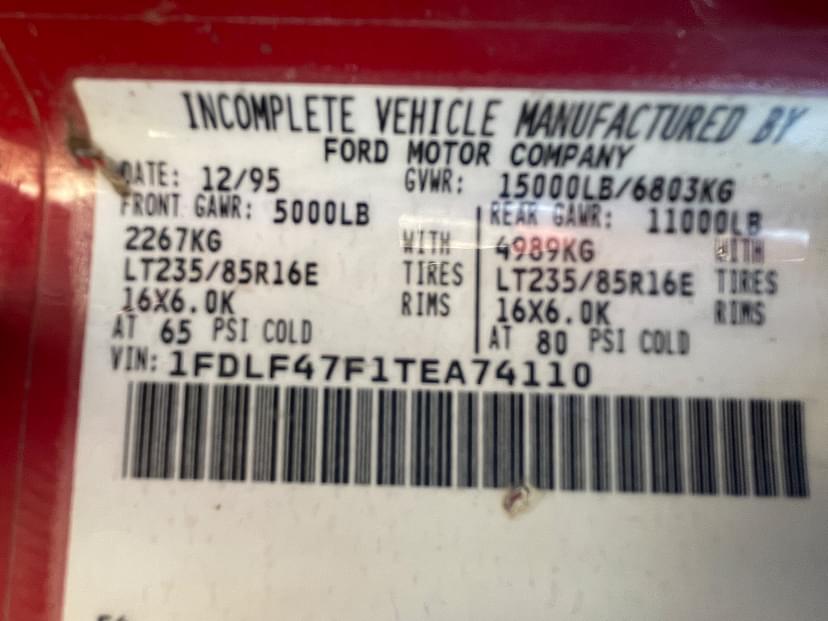 INCOMPLETE VEHICLE MANUFACTURED BY
FORD MOTOR COMPANY
DATE: 12/95 GVWR: 15000LB/6803KG
FRONT GAWR: 5000LB REAR GAWR: 11000LB
2267KG WITH 4989KG WITH
LT235/85R16E TIRES LT235/85R16E TIRES
16X6.0K RIMS 16X6.0K RIMS
AT 65 PSI COLD AT 80 PSI COLD
VIN: 1FDLF47F1TEA74110